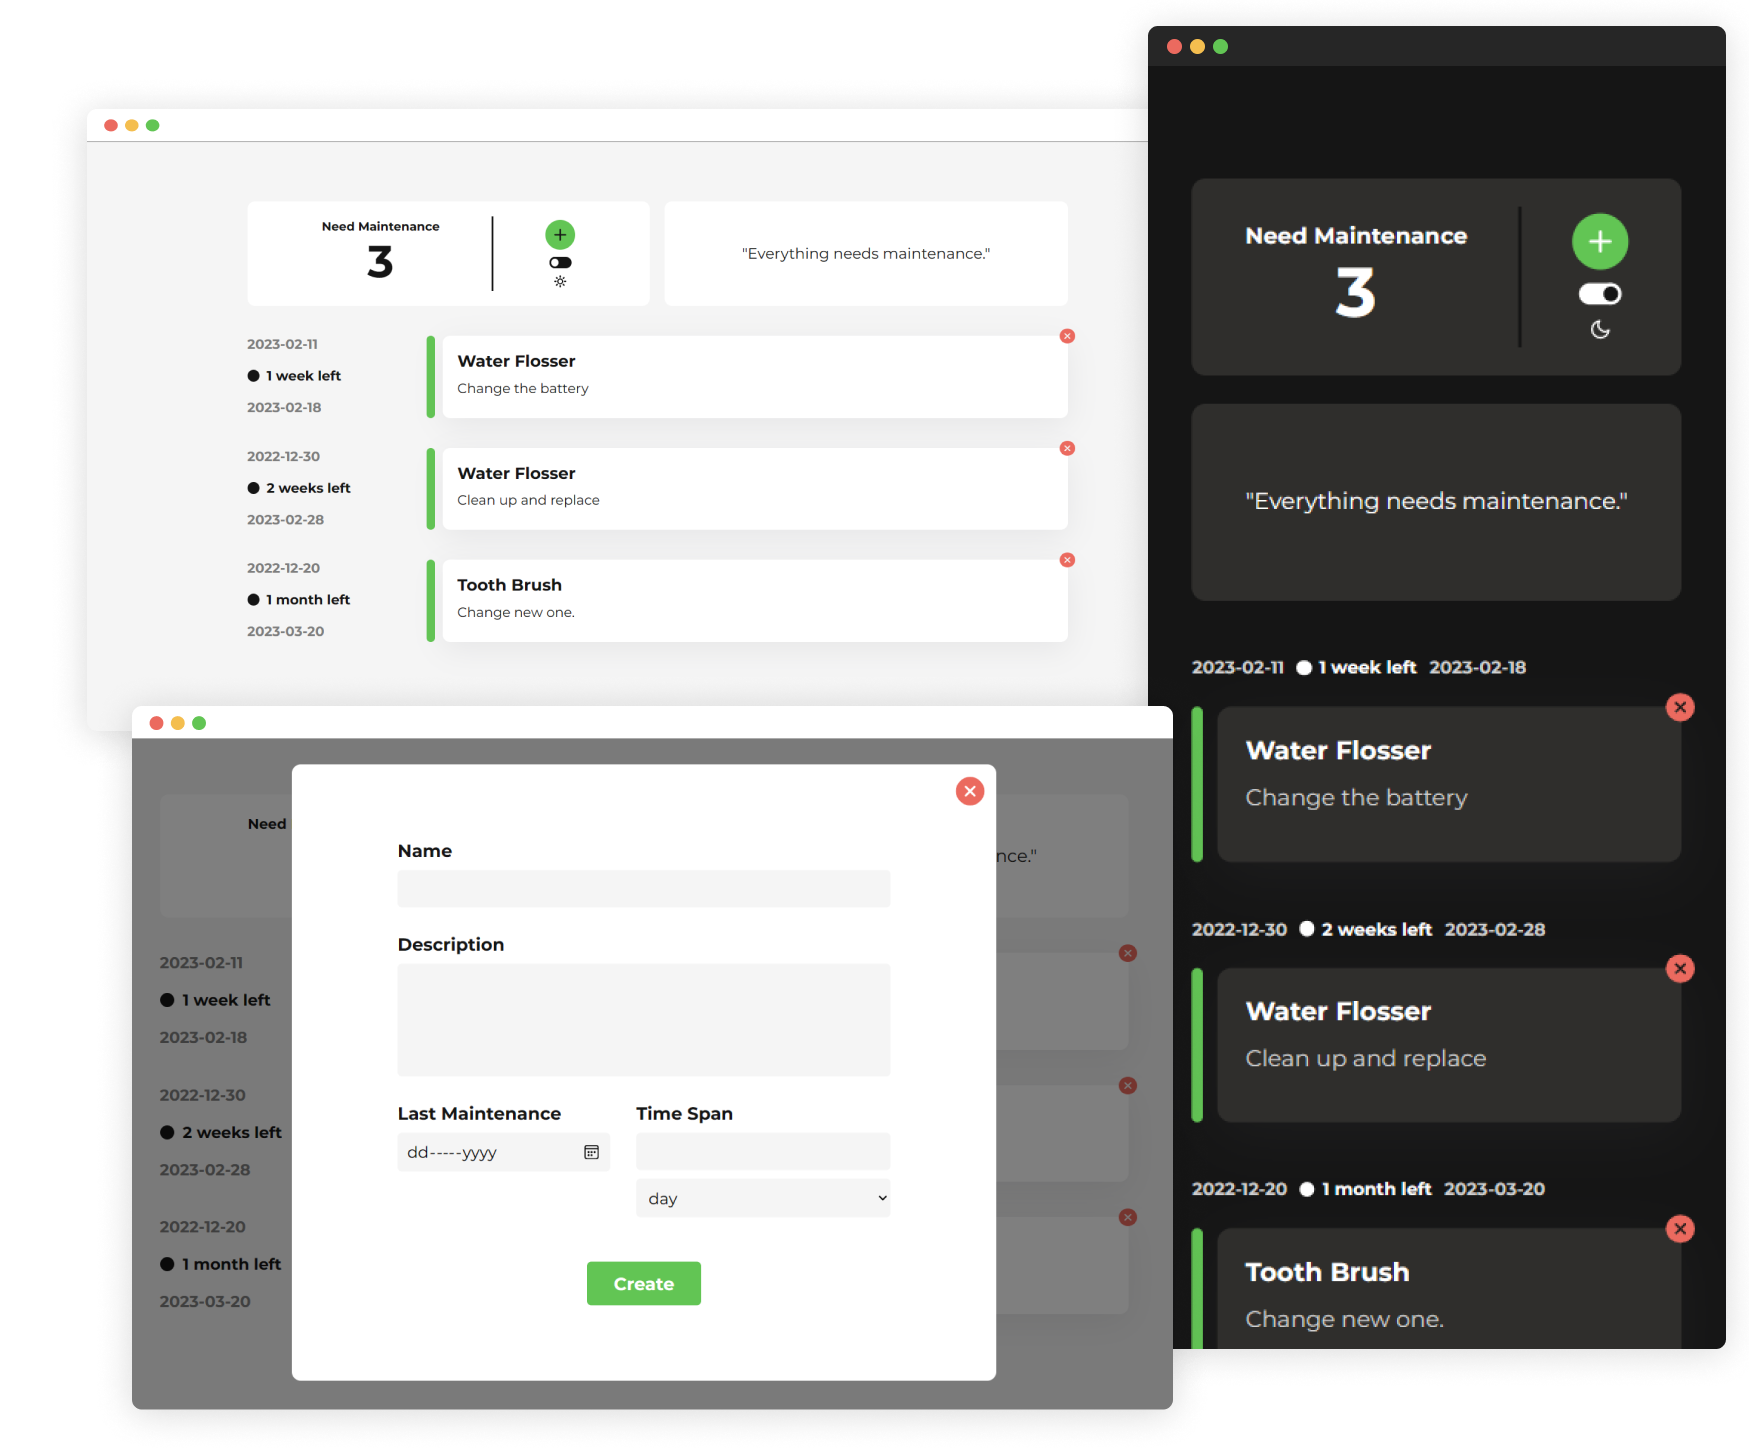 Need Maintenance
3
"Everything needs maintenance."
2023-02-11
1 week left
2023-02-18
Water Flosser
Change the battery
2022-12-30
2 weeks left
2023-02-28
Water Flosser
Clean up and replace
2022-12-20
1 month left
2023-03-20
Tooth Brush
Change new one.
Need
nce."
2023-02-11
1 week left
2023-02-18
2022-12-30
2 weeks left
2023-02-28
2022-12-20
1 month left
2023-03-20
Name
Description
Last Maintenance
Time Span
dd-----yyyy
day
Create
Need Maintenance
3
"Everything needs maintenance."
2023-02-11 1 week left 2023-02-18
Water Flosser
Change the battery
2022-12-30 2 weeks left 2023-02-28
Water Flosser
Clean up and replace
2022-12-20 1 month left 2023-03-20
Tooth Brush
Change new one.